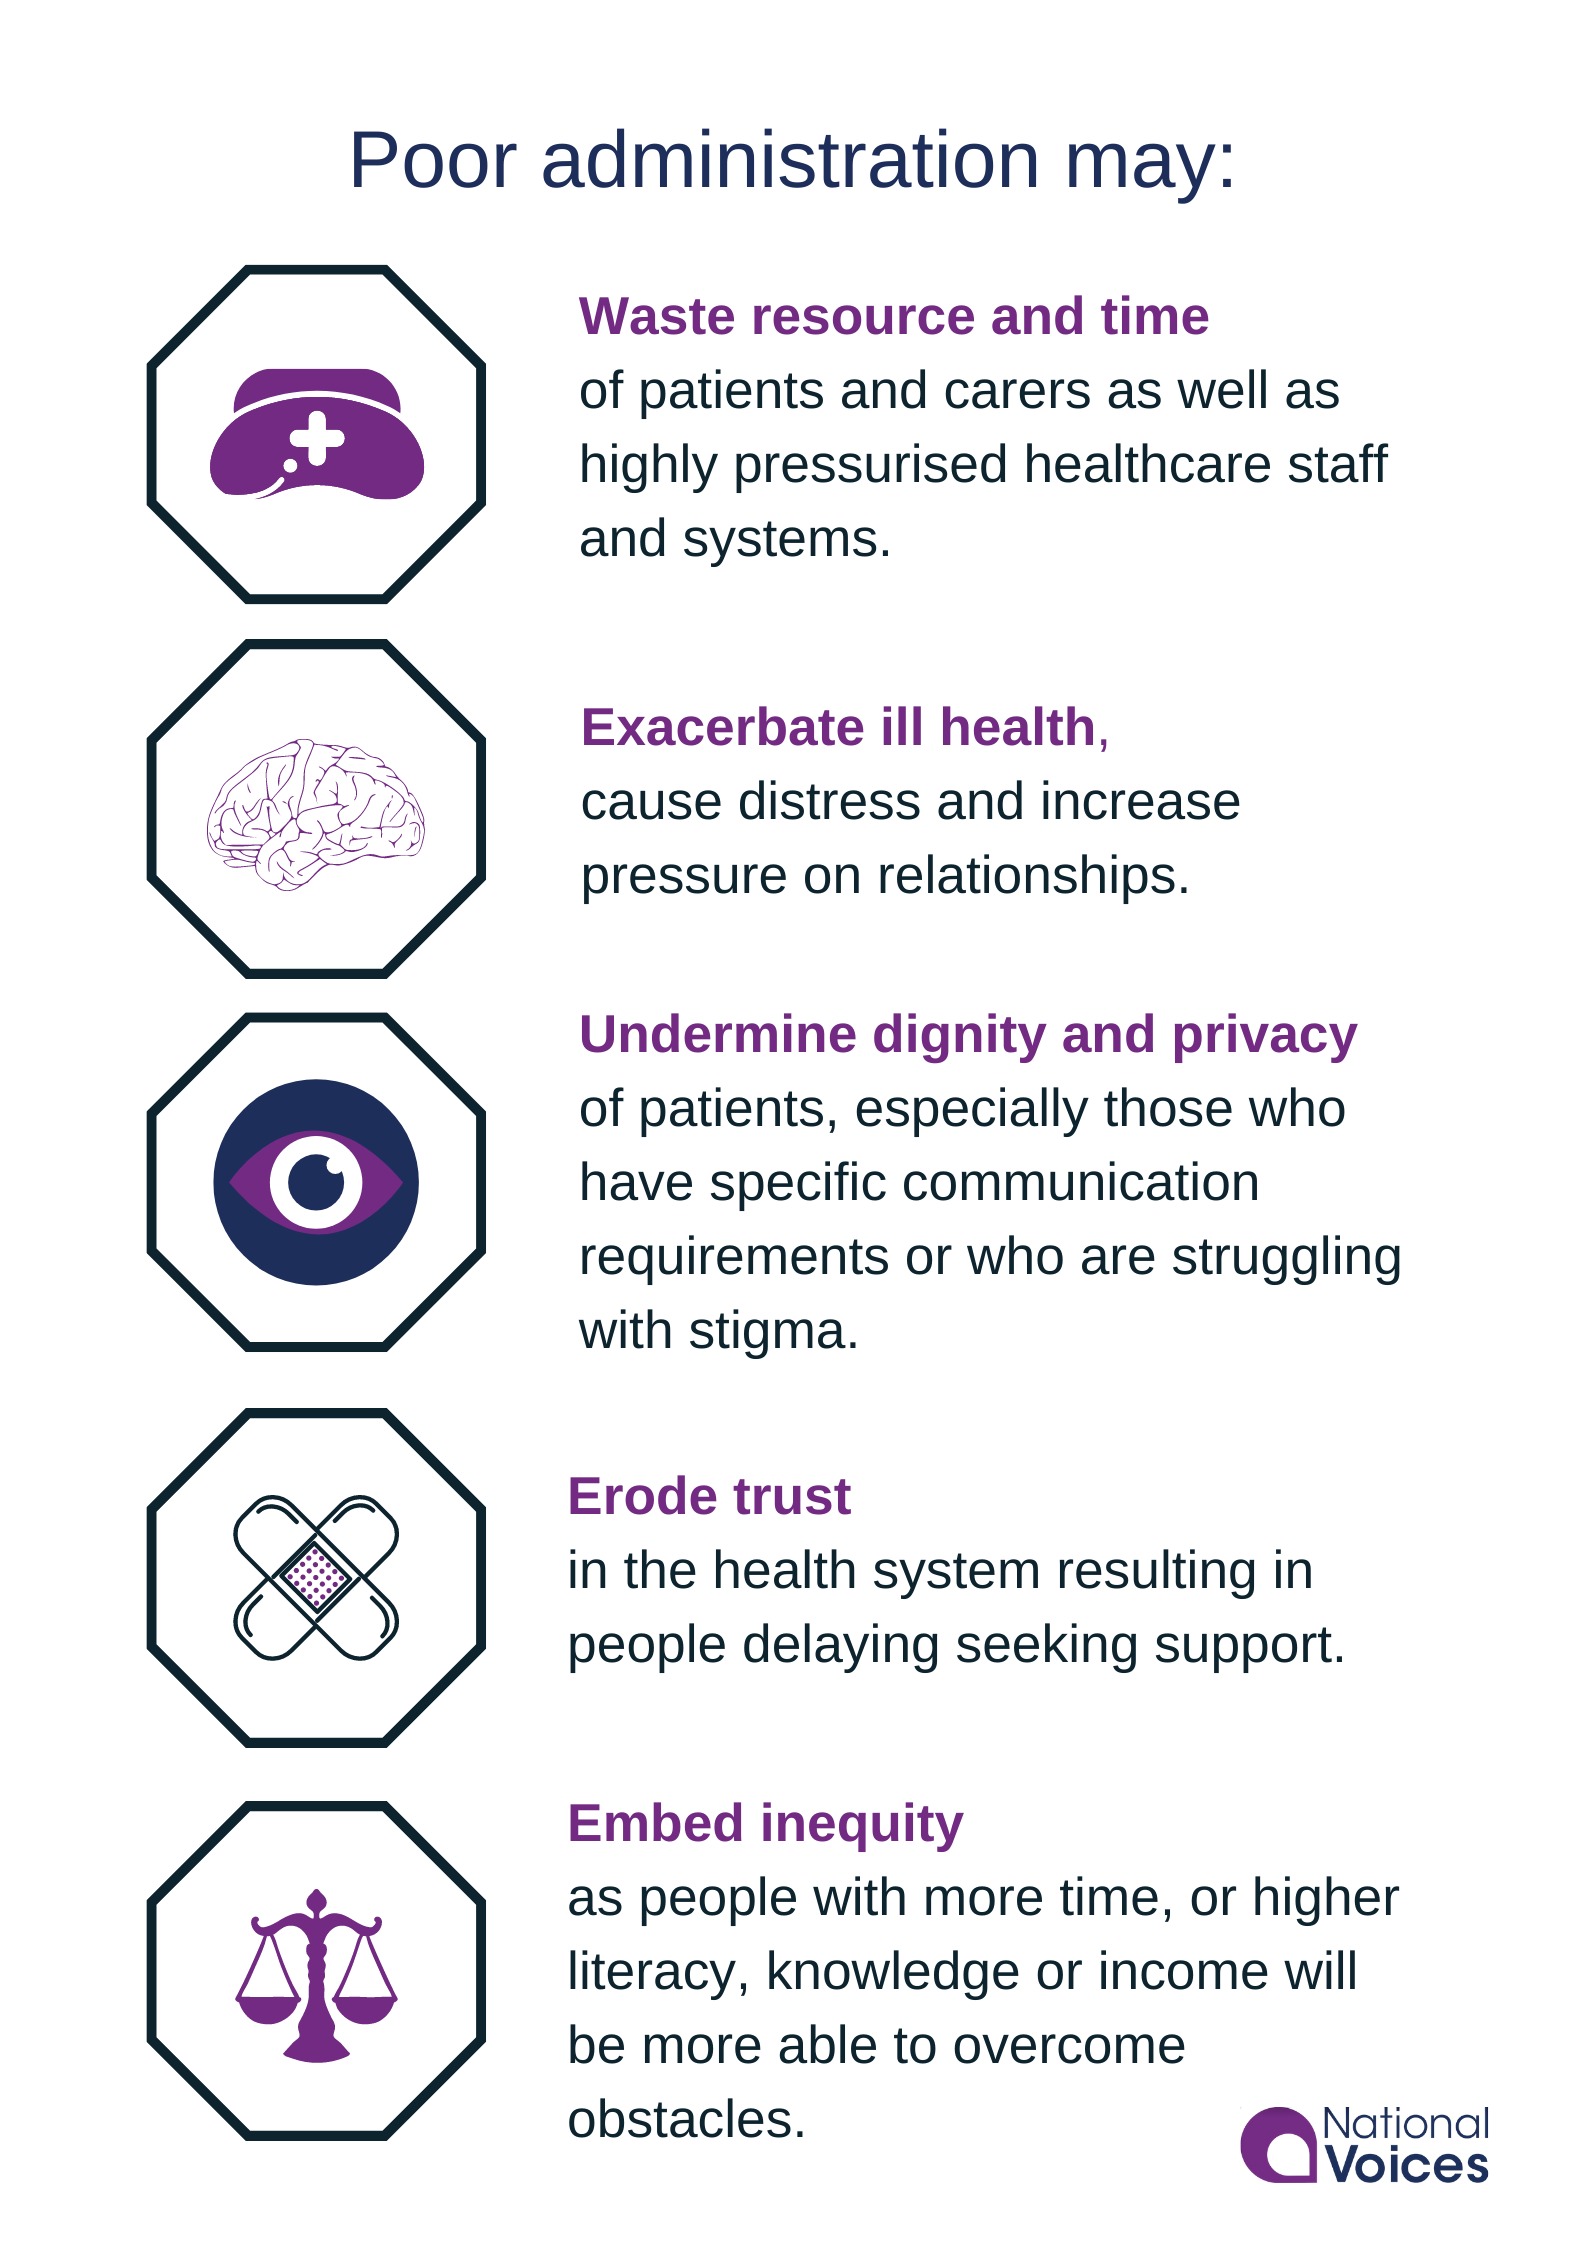 Poor administration may:
Waste resource and time
of patients and carers as well as
highly pressurised healthcare staff
and systems.
Exacerbate ill health,
cause distress and increase
pressure on relationships.
Undermine dignity and privacy
of patients, especially those who
have specific communication
requirements or who are struggling
with stigma.
Erode trust
in the health system resulting in
people delaying seeking support.
Embed inequity
as people with more time, or higher
literacy, knowledge or income will
be more able to overcome
obstacles.
National
Voices